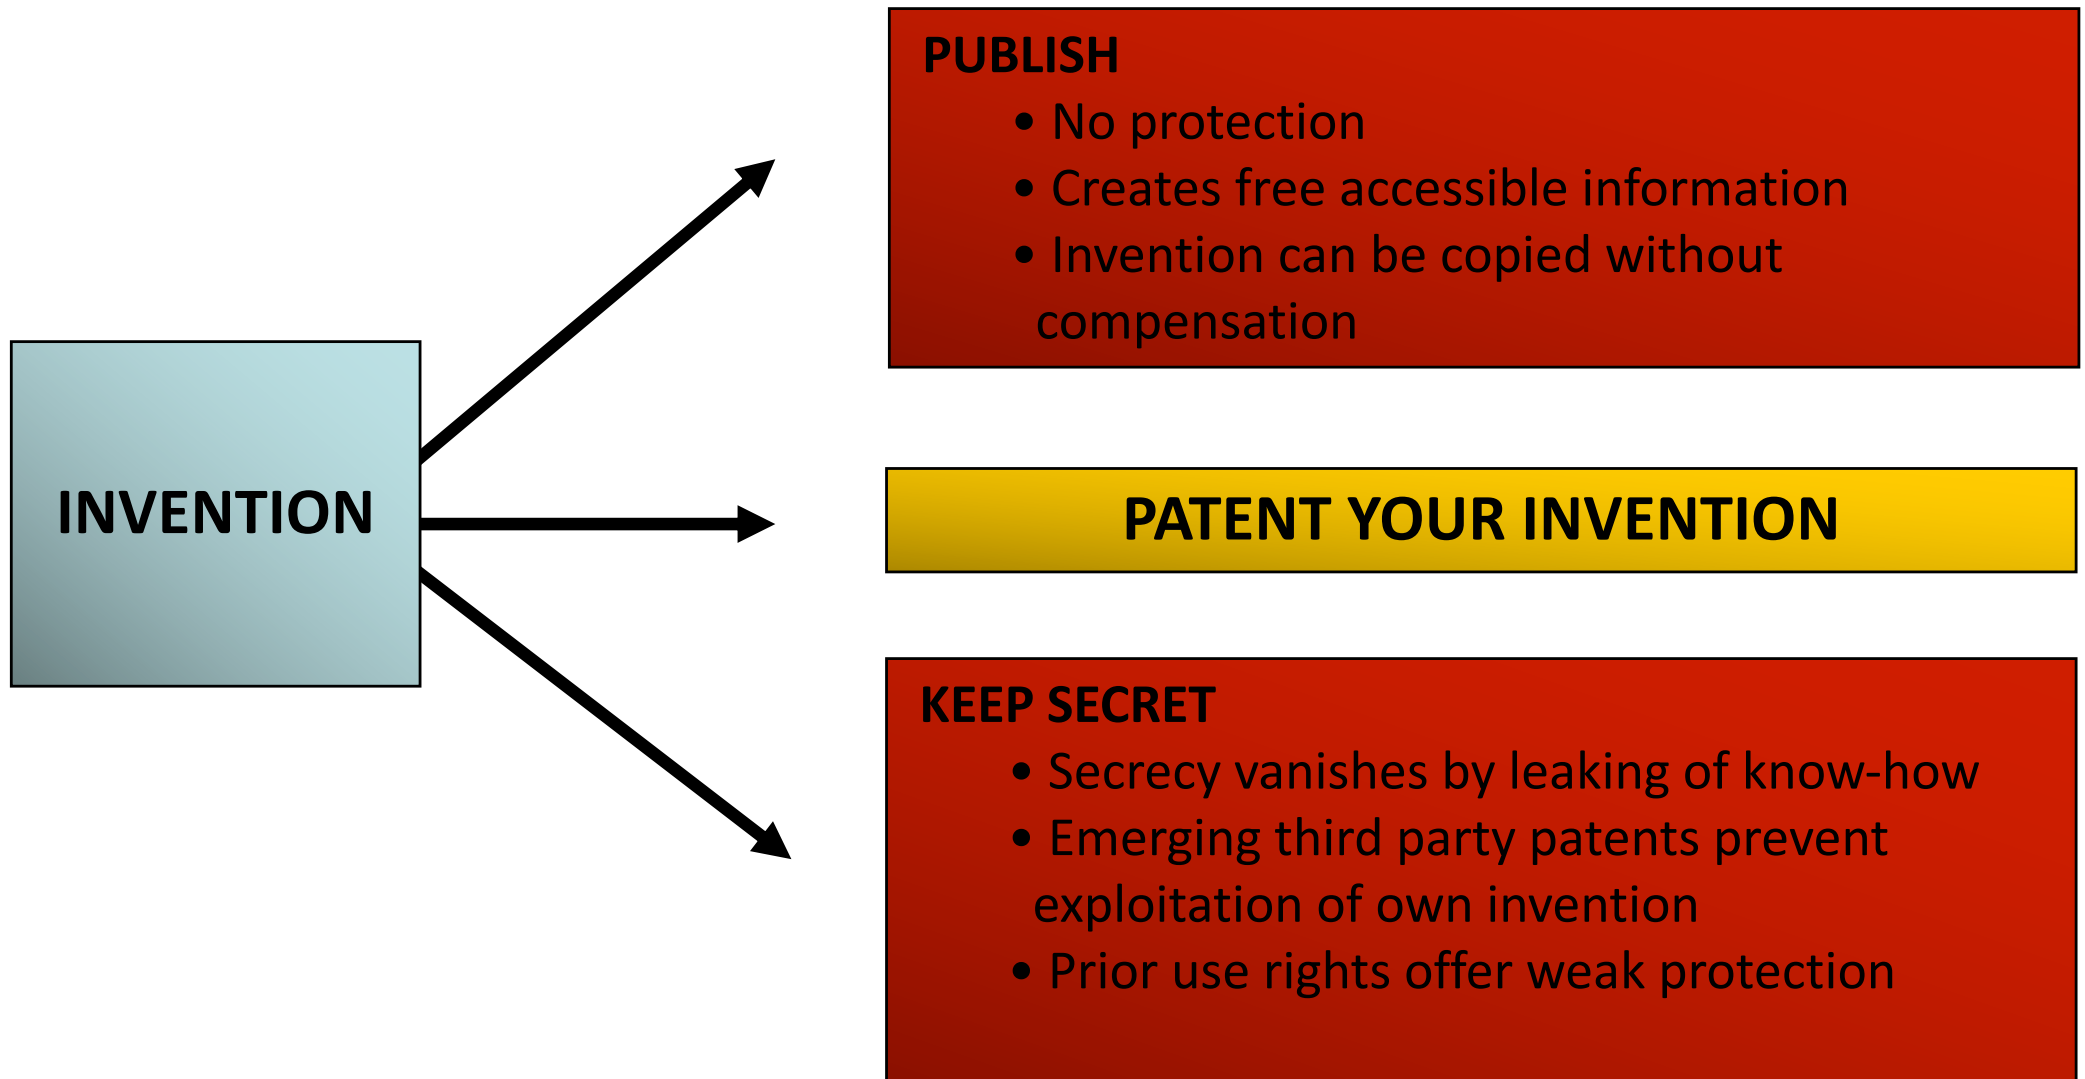 PUBLISH
• No protection
• Creates free accessible information
• Invention can be copied without
compensation
INVENTION
PATENT YOUR INVENTION
KEEP SECRET
• Secrecy vanishes by leaking of know-how
• Emerging third party patents prevent
exploitation of own invention
• Prior use rights offer weak protection